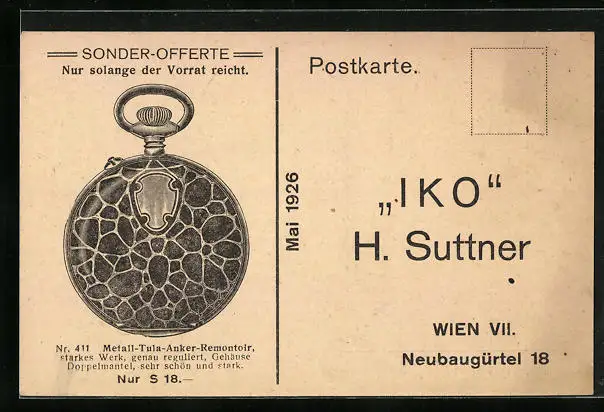 SONDER-OFFERTE
Nur solange der Vorrat reicht.
Nr. 411 Metall-Tula-Anker-Remontoir,
starkes Werk, genau reguliert, Gehäuse
Doppelmantel, sehr schön und stark.
Nur S 18.—
Mai 1926
Postkarte.
„IKO“
H. Suttner
WIEN VII.
Neubaugürtel 18